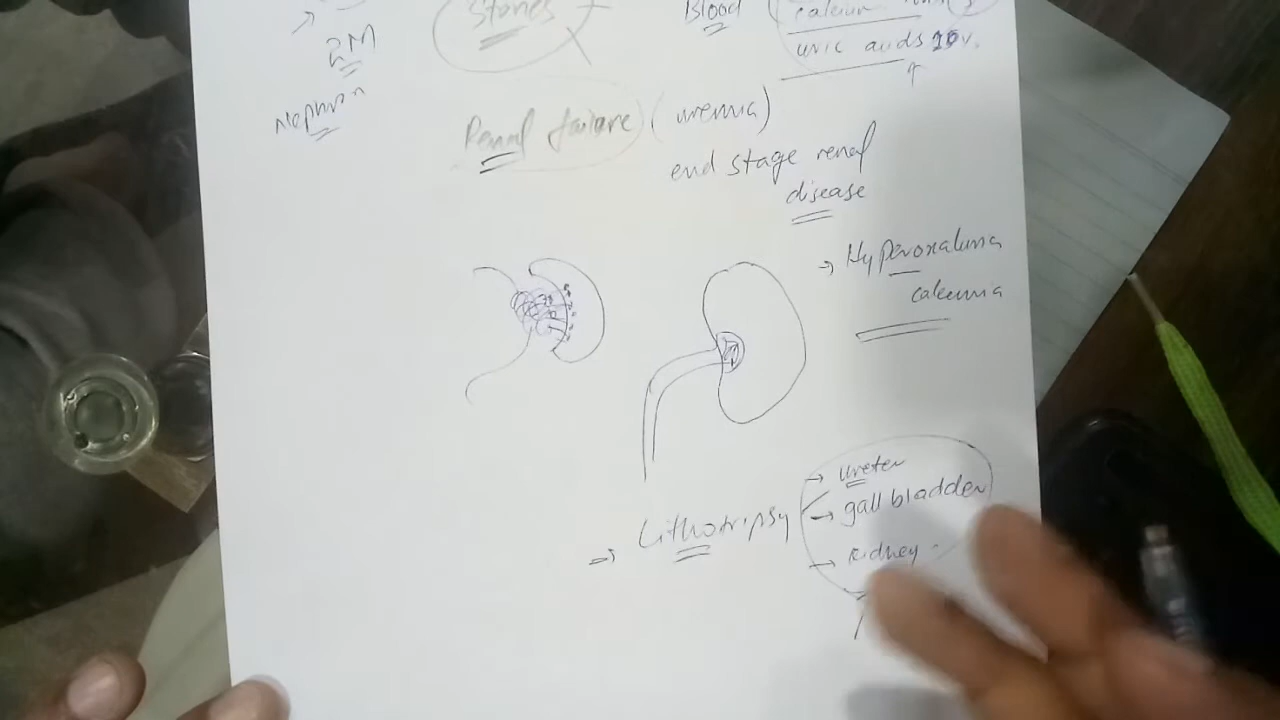 Stones
Blood
uric acids
2M
Nephron
Renal failure (uremia)
end stage renal
disease
→ Hyperoxaluria
calcemia
→ ureter
→ gall bladder
⇒ Lithotripsy
→ Kidney